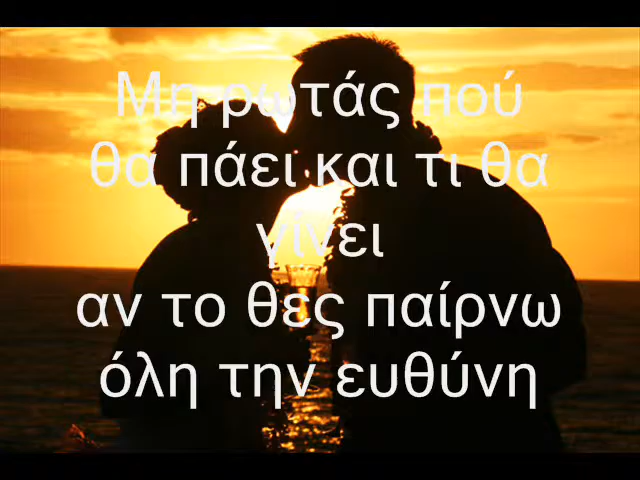 Μη ρωτάς πού
θα πάει και τι θα
γίνει
αν το θες παίρνω
όλη την ευθύνη